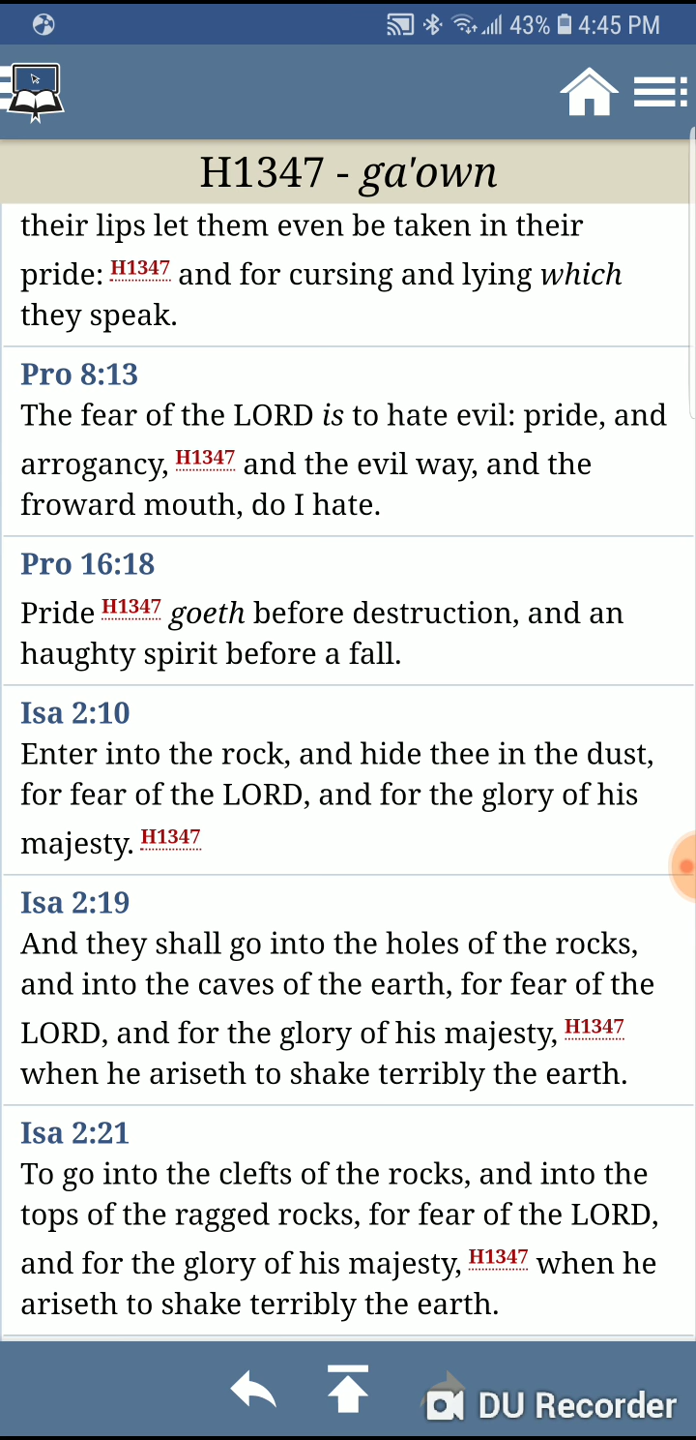 43% 4:45 PM
H1347 - ga'own
their lips let them even be taken in their
pride: H1347 and for cursing and lying which
they speak.
Pro 8:13
The fear of the LORD is to hate evil: pride, and
arrogancy, H1347 and the evil way, and the
froward mouth, do I hate.
Pro 16:18
Pride H1347 goeth before destruction, and an
haughty spirit before a fall.
Isa 2:10
Enter into the rock, and hide thee in the dust,
for fear of the LORD, and for the glory of his
majesty. H1347
Isa 2:19
And they shall go into the holes of the rocks,
and into the caves of the earth, for fear of the
LORD, and for the glory of his majesty, H1347
when he ariseth to shake terribly the earth.
Isa 2:21
To go into the clefts of the rocks, and into the
tops of the ragged rocks, for fear of the LORD,
and for the glory of his majesty, H1347 when he
ariseth to shake terribly the earth.
DU Recorder